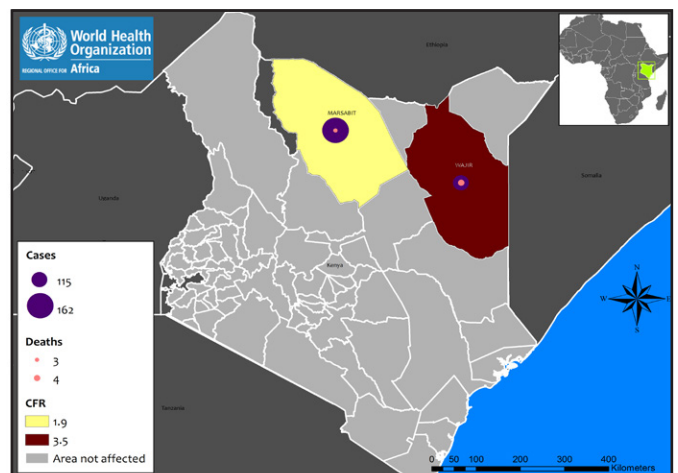 World Health
Organization
REGIONAL OFFICE FOR Africa
Ethiopia
MARSABIT
WAJIR
Somalia
Uganda
Kenya
Tanzania
Cases
115
162
Deaths
3
4
CFR
1.9
3.5
Area not affected
N
W E
S
0 50 100 200 300 400
Kilometers